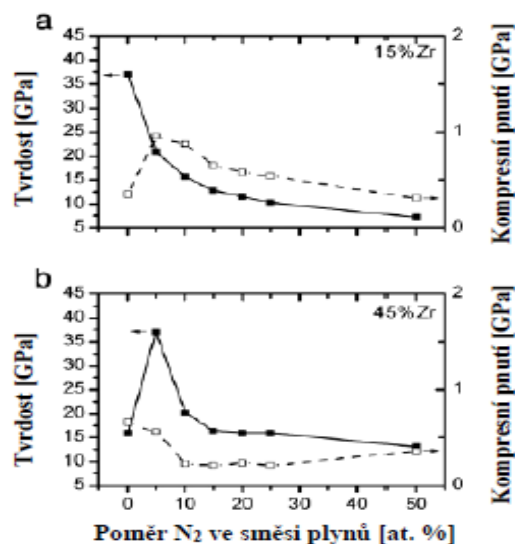 a
15%Zr
Tvrdost [GPa]
45
40
35
30
25
20
15
10
5
2
1
0
Kompresní pnutí [GPa]
b
45%Zr
Tvrdost [GPa]
45
40
35
30
25
20
15
10
5
2
1
0
Kompresní pnutí [GPa]
0 10 20 30 40 50
Poměr N₂ ve směsi plynů [at. %]